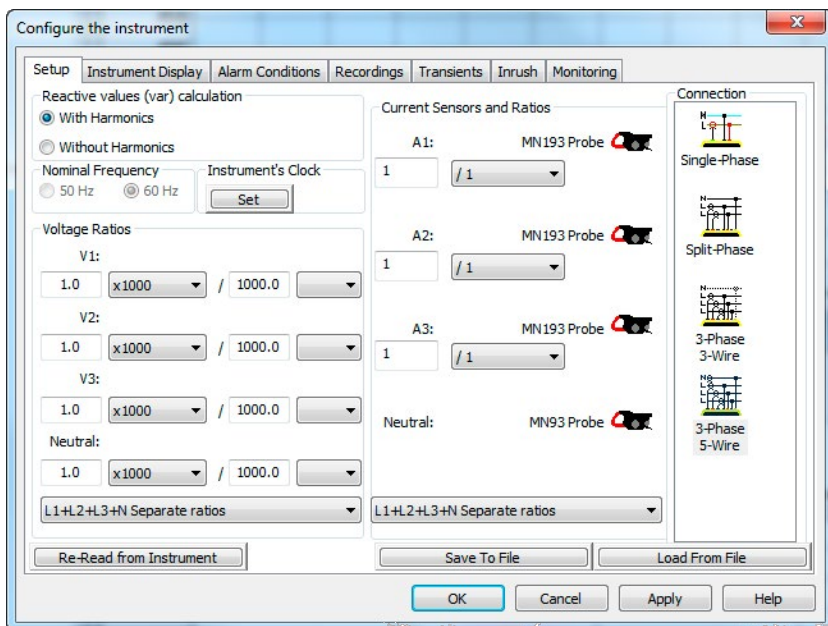 Configure the instrument
Setup
Instrument Display
Alarm Conditions
Recordings
Transients
Inrush
Monitoring
Reactive values (var) calculation
With Harmonics
Without Harmonics
Nominal Frequency
50 Hz
60 Hz
Instrument's Clock
Set
Voltage Ratios
V1:
1.0 x1000 / 1000.0
V2:
1.0 x1000 / 1000.0
V3:
1.0 x1000 / 1000.0
Neutral:
1.0 x1000 / 1000.0
L1+L2+L3+N Separate ratios
Current Sensors and Ratios
A1: MN193 Probe
1 / 1
A2: MN193 Probe
1 / 1
A3: MN193 Probe
1 / 1
Neutral: MN93 Probe
L1+L2+L3+N Separate ratios
Connection
Single-Phase
Split-Phase
3-Phase
3-Wire
3-Phase
5-Wire
Re-Read from Instrument
Save To File
Load From File
OK
Cancel
Apply
Help